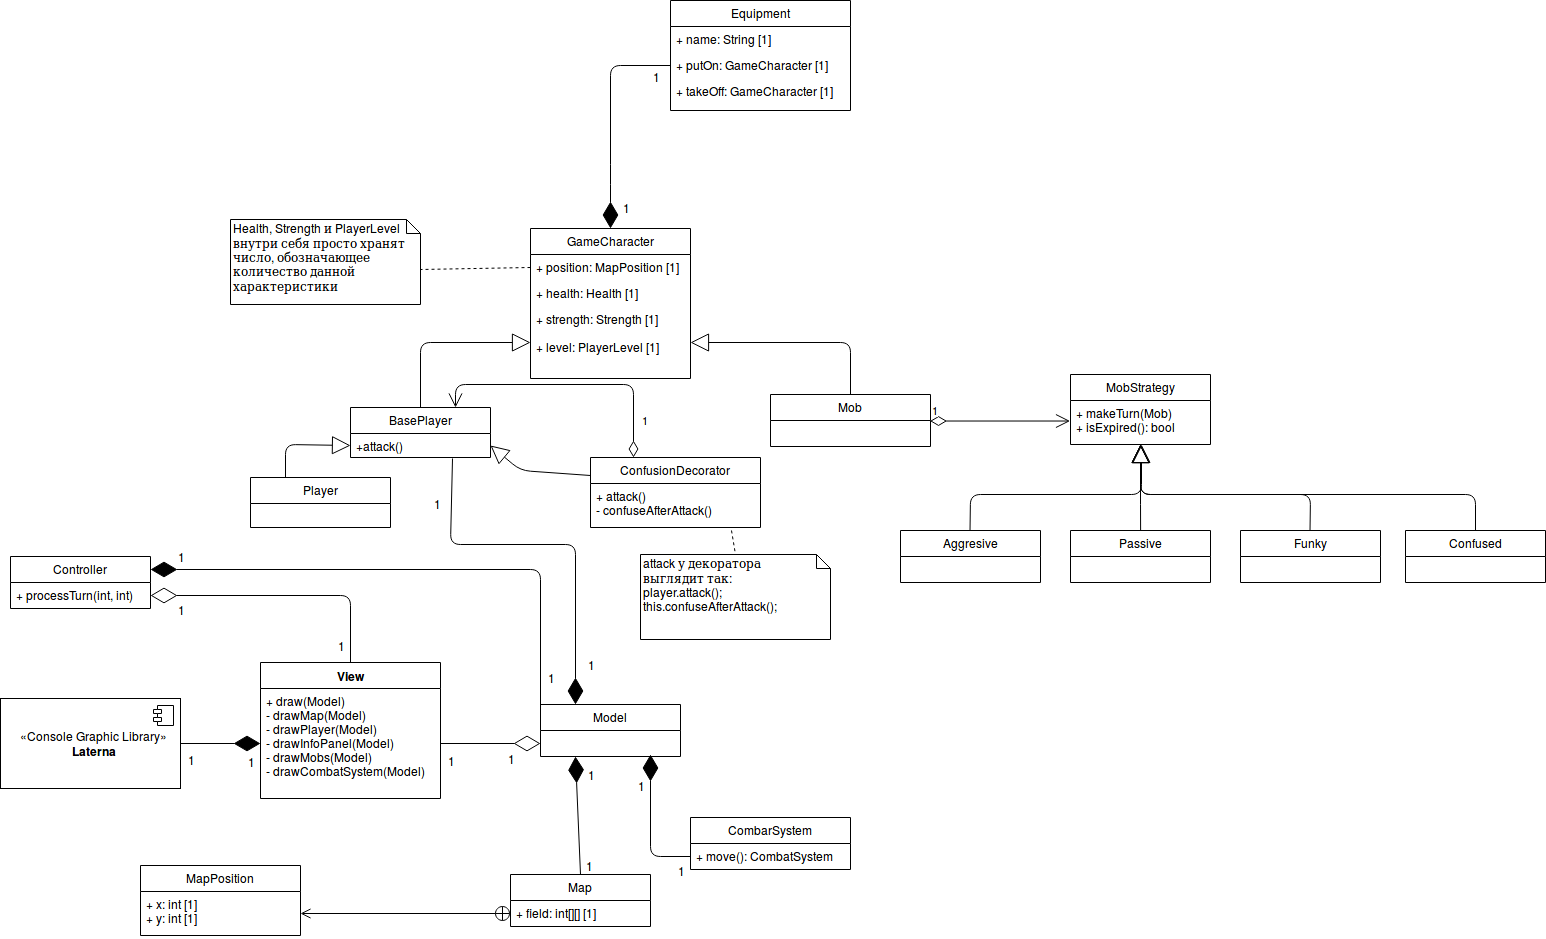 Equipment
+ name: String [1]
+ putOn: GameCharacter [1]
+ takeOff: GameCharacter [1]
1
1
Health, Strength и PlayerLevel
внутри себя просто хранят
число, обозначающее
количество данной
характеристики
GameCharacter
+ position: MapPosition [1]
+ health: Health [1]
+ strength: Strength [1]
+ level: PlayerLevel [1]
MobStrategy
+ makeTurn(Mob)
+ isExpired(): bool
Mob
1
BasePlayer
+attack()
1
Player
ConfusionDecorator
+ attack()
- confuseAfterAttack()
1
Aggresive
Passive
Funky
Confused
attack у декоратора
выглядит так:
player.attack();
this.confuseAfterAttack();
Controller
+ processTurn(int, int)
1
1
1
1
1
View
+ draw(Model)
- drawMap(Model)
- drawPlayer(Model)
- drawInfoPanel(Model)
- drawMobs(Model)
- drawCombatSystem(Model)
«Console Graphic Library»
Laterna
1
1
1
1
Model
1
1
CombarSystem
+ move(): CombatSystem
1
1
Map
+ field: int[][] [1]
MapPosition
+ x: int [1]
+ y: int [1]